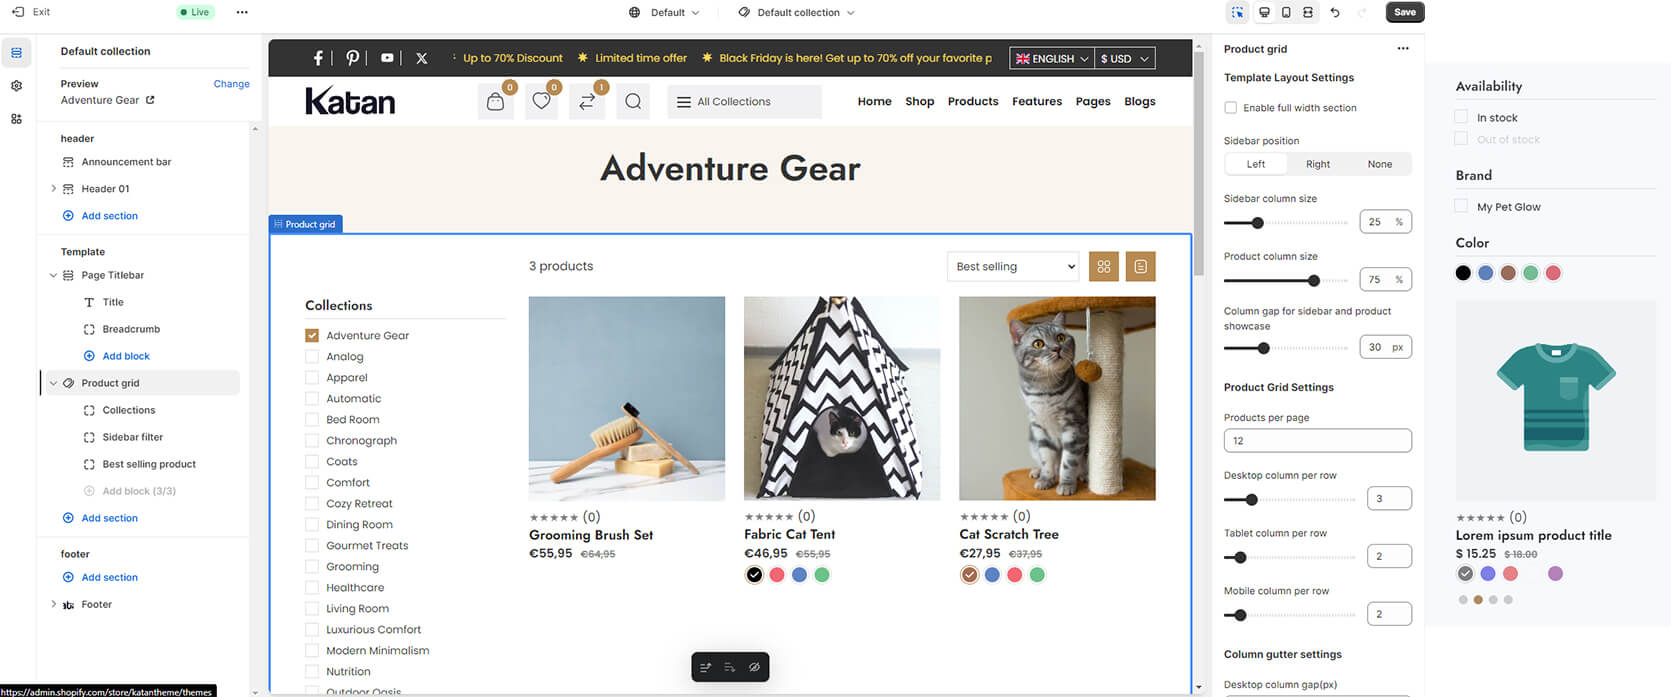 Exit
Live
Default
Default collection
Save
Default collection
Preview
Change
Adventure Gear
header
Announcement bar
Header 01
Add section
Template
Page Titlebar
Title
Breadcrumb
Add block
Product grid
Collections
Sidebar filter
Best selling product
Add block (3/3)
Add section
footer
Add section
Footer
https://admin.shopify.com/store/katantheme/themes
Up to 70% Discount
Limited time offer
Black Friday is here! Get up to 70% off your favorite p
ENGLISH
$ USD
Katan
0
0
1
All Collections
Home
Shop
Products
Features
Pages
Blogs
Adventure Gear
Product grid
3 products
Best selling
Collections
Adventure Gear
Analog
Apparel
Automatic
Bed Room
Chronograph
Coats
Comfort
Cozy Retreat
Dining Room
Gourmet Treats
Grooming
Healthcare
Living Room
Luxurious Comfort
Modern Minimalism
Nutrition
Outdoor Oasis
★★★★★ (0)
Grooming Brush Set
€55,95 €64,95
★★★★★ (0)
Fabric Cat Tent
€46,95 €55,95
★★★★★ (0)
Cat Scratch Tree
€27,95 €37,95
Product grid
Template Layout Settings
Enable full width section
Sidebar position
Left
Right
None
Sidebar column size
25 %
Product column size
75 %
Column gap for sidebar and product
showcase
30 px
Product Grid Settings
Products per page
12
Desktop column per row
3
Tablet column per row
2
Mobile column per row
2
Column gutter settings
Desktop column gap(px)
Availability
In stock
Out of stock
Brand
My Pet Glow
Color
★★★★★ (0)
Lorem ipsum product title
$ 15.25 $ 18.00